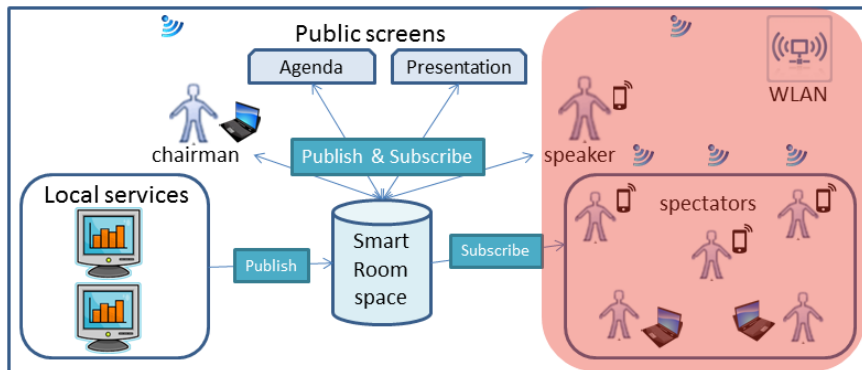 Public screens
Agenda
Presentation
WLAN
chairman
Publish & Subscribe
speaker
Local services
spectators
Smart
Room
space
Publish
Subscribe